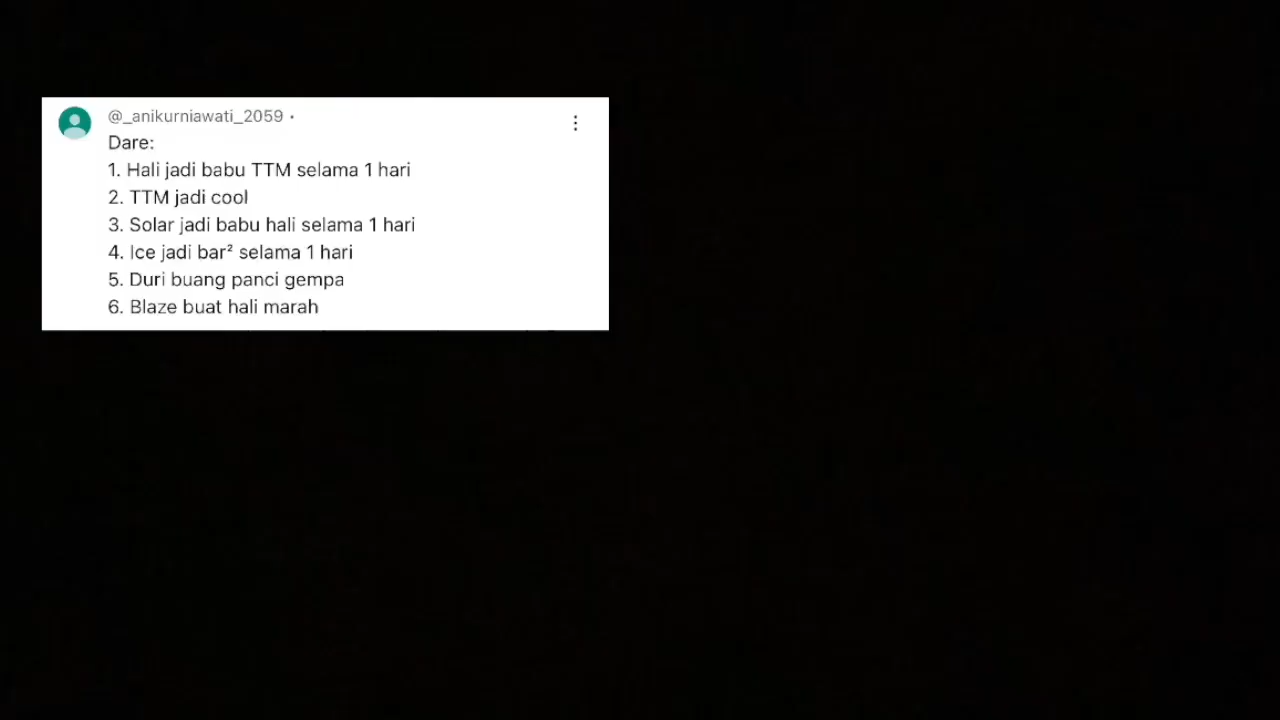 @_anikurniawati_2059 •
Dare:
1. Hali jadi babu TTM selama 1 hari
2. TTM jadi cool
3. Solar jadi babu hali selama 1 hari
4. Ice jadi bar² selama 1 hari
5. Duri buang panci gempa
6. Blaze buat hali marah